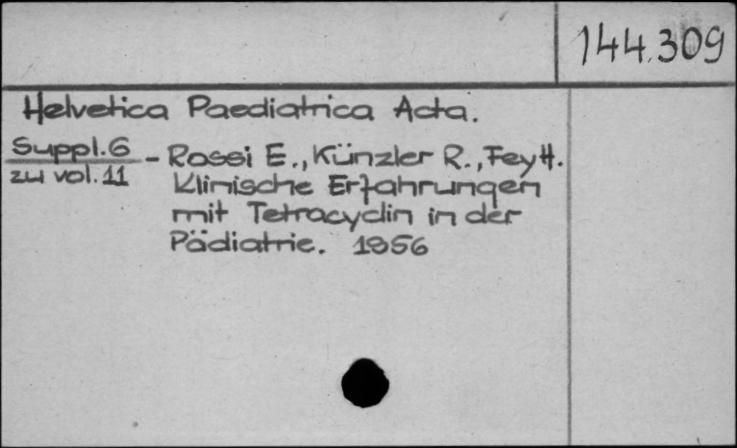 144.309
Helvetica Paediatrica Acta.
Suppl.6 - Rossi E., Künzler R., Fey H.
zu vol. 11 Klinische Erfahrungen
mit Tetracyclin in der
Pädiatrie. 1956